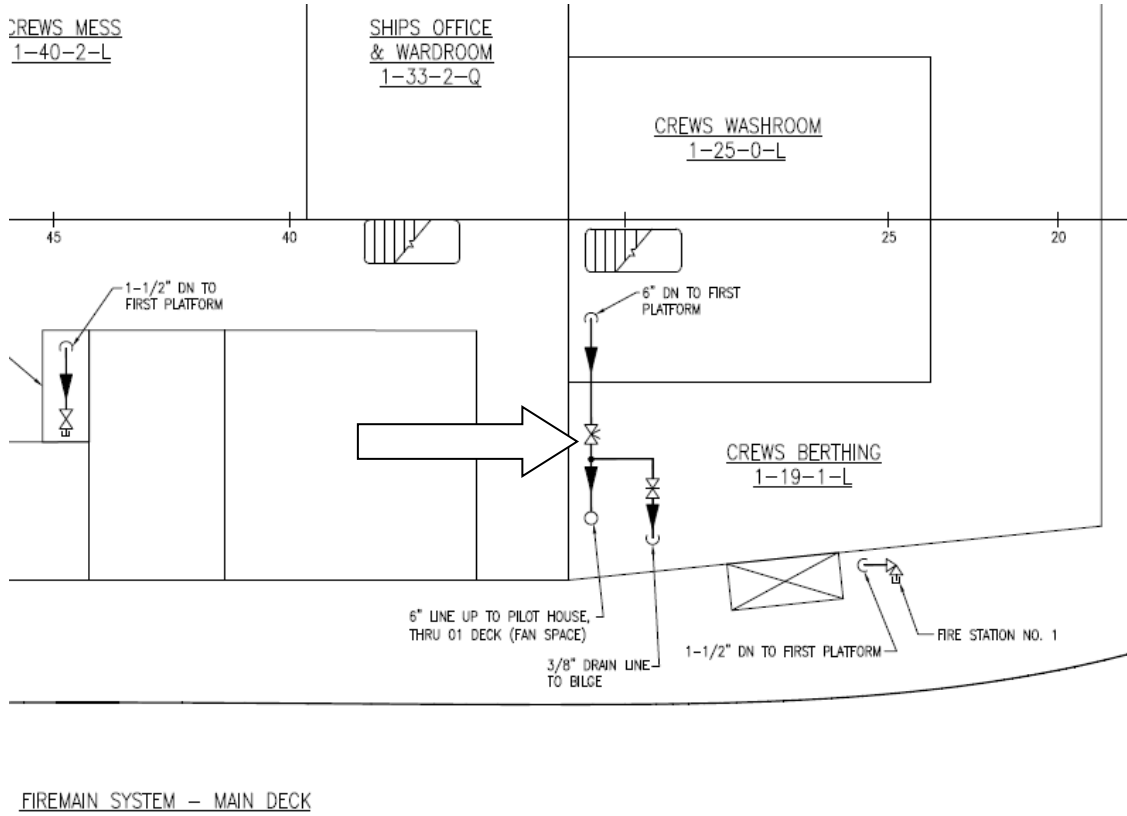 CREWS MESS
1-40-2-L
SHIPS OFFICE
& WARDROOM
1-33-2-Q
CREWS WASHROOM
1-25-0-L
45
40
25
20
1-1/2" DN TO
FIRST PLATFORM
6" DN TO FIRST
PLATFORM
CREWS BERTHING
1-19-1-L
6" LINE UP TO PILOT HOUSE,
THRU 01 DECK (FAN SPACE)
3/8" DRAIN LINE
TO BILGE
1-1/2" DN TO FIRST PLATFORM
FIRE STATION NO. 1
FIREMAIN SYSTEM – MAIN DECK